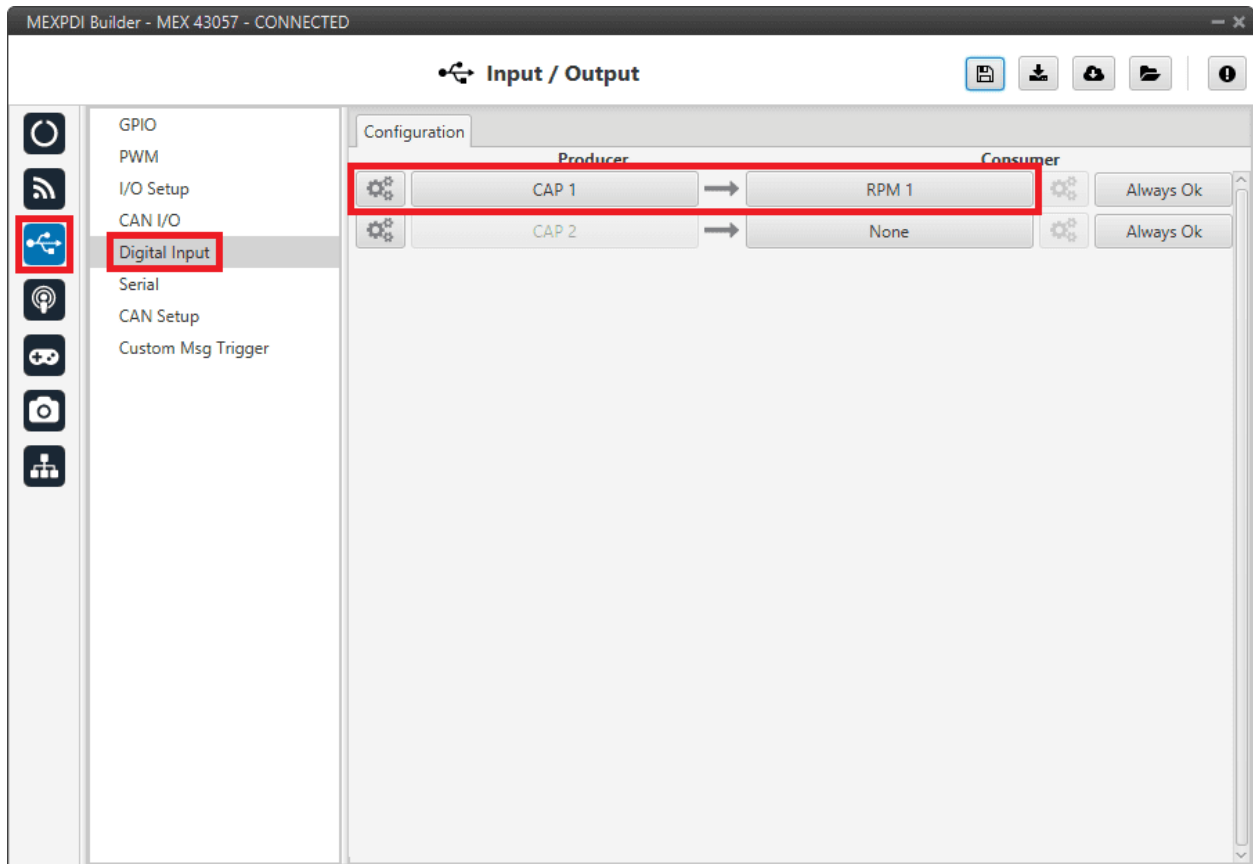 MEXPDI Builder - MEX 43057 - CONNECTED
Input / Output
GPIO
PWM
I/O Setup
CAN I/O
Digital Input
Serial
CAN Setup
Custom Msg Trigger
Configuration
Producer Consumer
CAP 1 RPM 1 Always Ok
CAP 2 None Always Ok